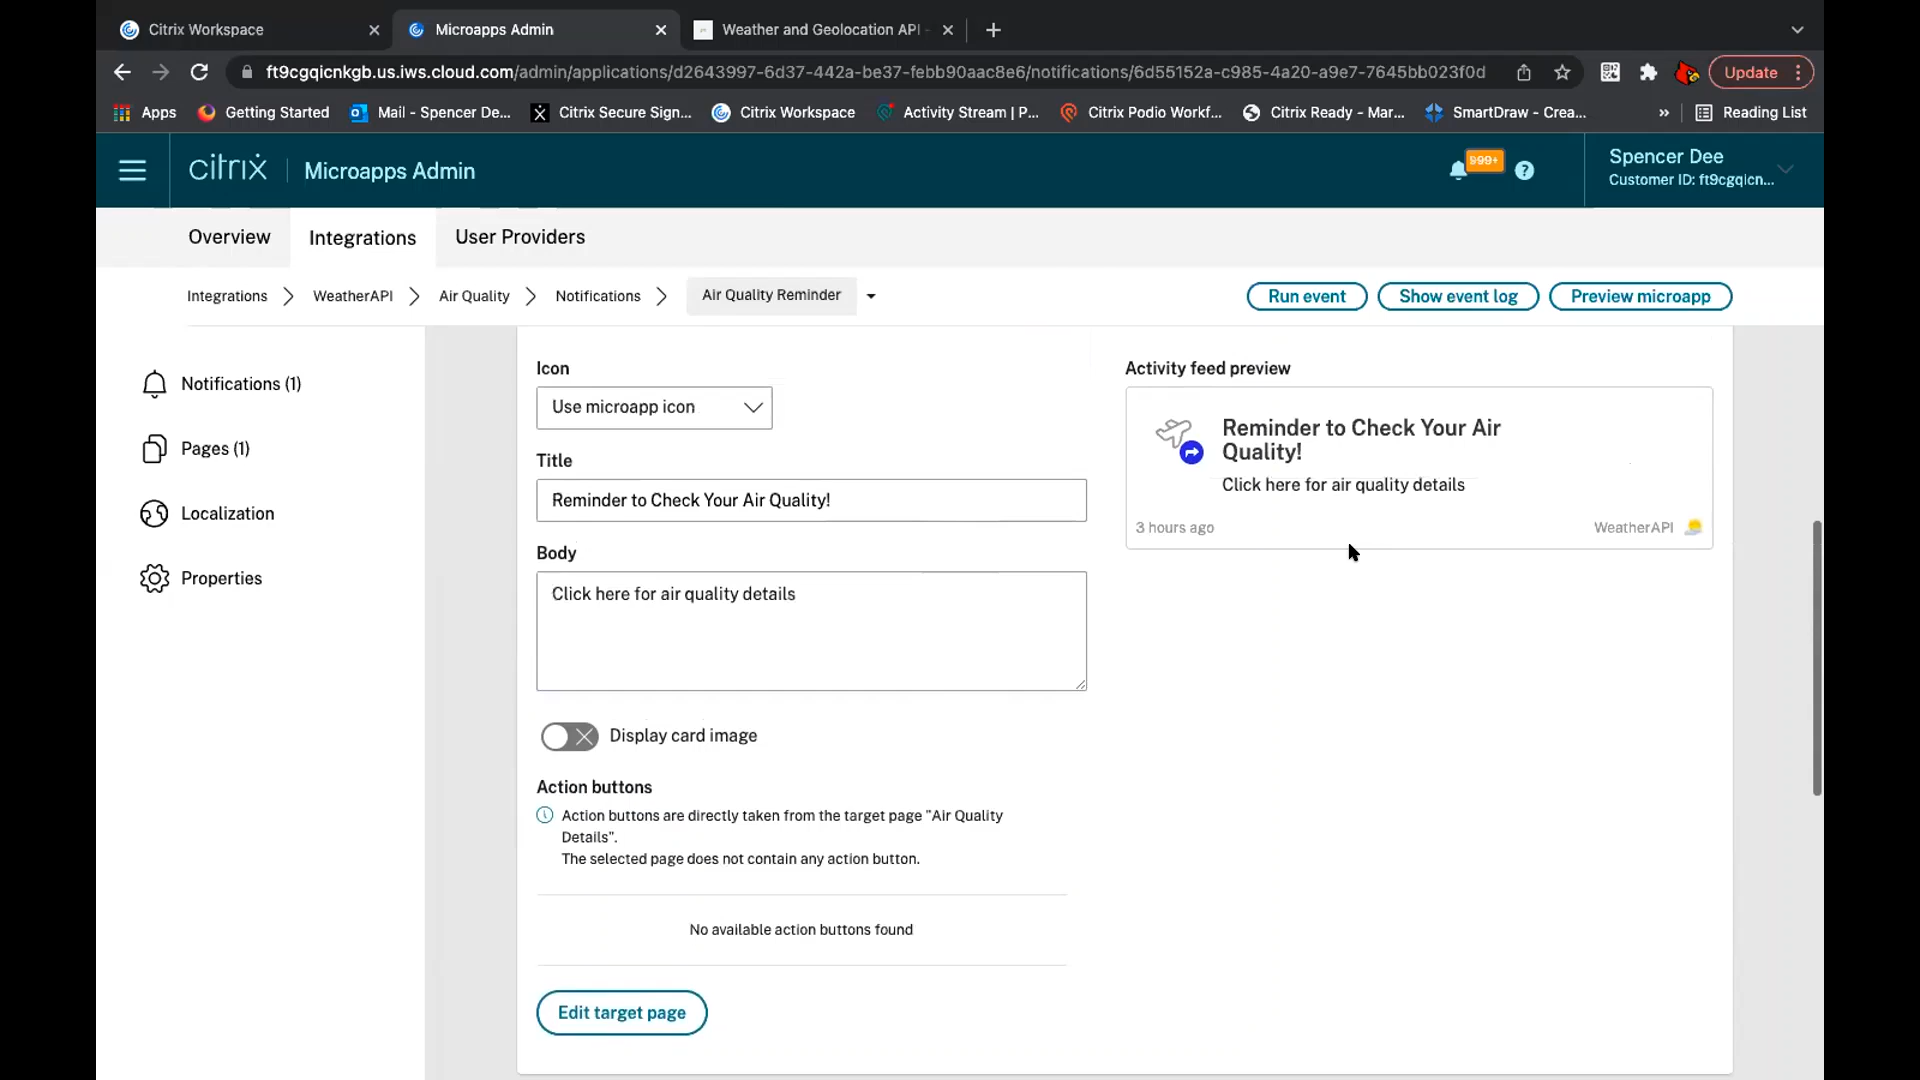 Citrix Workspace
Microapps Admin
Weather and Geolocation API -
ft9cgqicnkgb.us.iws.cloud.com/admin/applications/d2643997-6d37-442a-be37-febb90aac8e6/notifications/6d55152a-c985-4a20-a9e7-7645bb023f0d
Update
Apps
Getting Started
Mail - Spencer De...
Citrix Secure Sign...
Citrix Workspace
Activity Stream | P...
Citrix Podio Workf...
Citrix Ready - Mar...
SmartDraw - Crea...
»
Reading List
citrix
Microapps Admin
999+
?
Spencer Dee
Customer ID: ft9cgqicn...
Overview
Integrations
User Providers
Integrations
WeatherAPI
Air Quality
Notifications
Air Quality Reminder
Run event
Show event log
Preview microapp
Notifications (1)
Pages (1)
Localization
Properties
Icon
Use microapp icon
Title
Reminder to Check Your Air Quality!
Body
Click here for air quality details
Display card image
Action buttons
Action buttons are directly taken from the target page "Air Quality
Details".
The selected page does not contain any action button.
No available action buttons found
Edit target page
Activity feed preview
Reminder to Check Your Air
Quality!
Click here for air quality details
3 hours ago
WeatherAPI